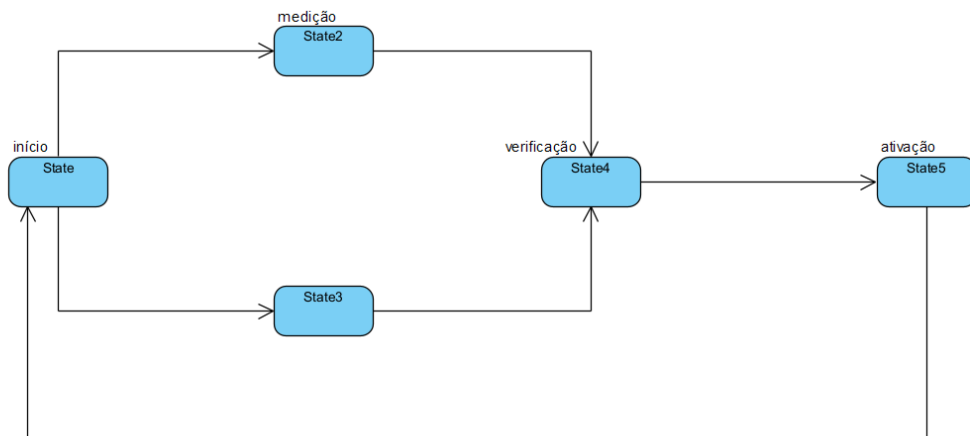 medição
State2
início
State
verificação
State4
ativação
State5
State3